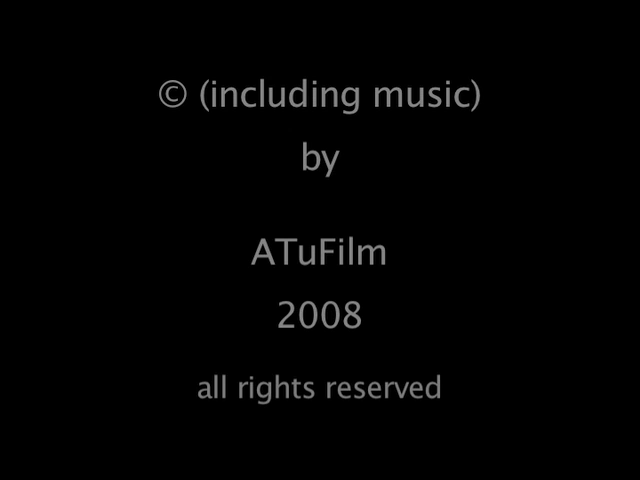 © (including music)
by
ATuFilm
2008
all rights reserved